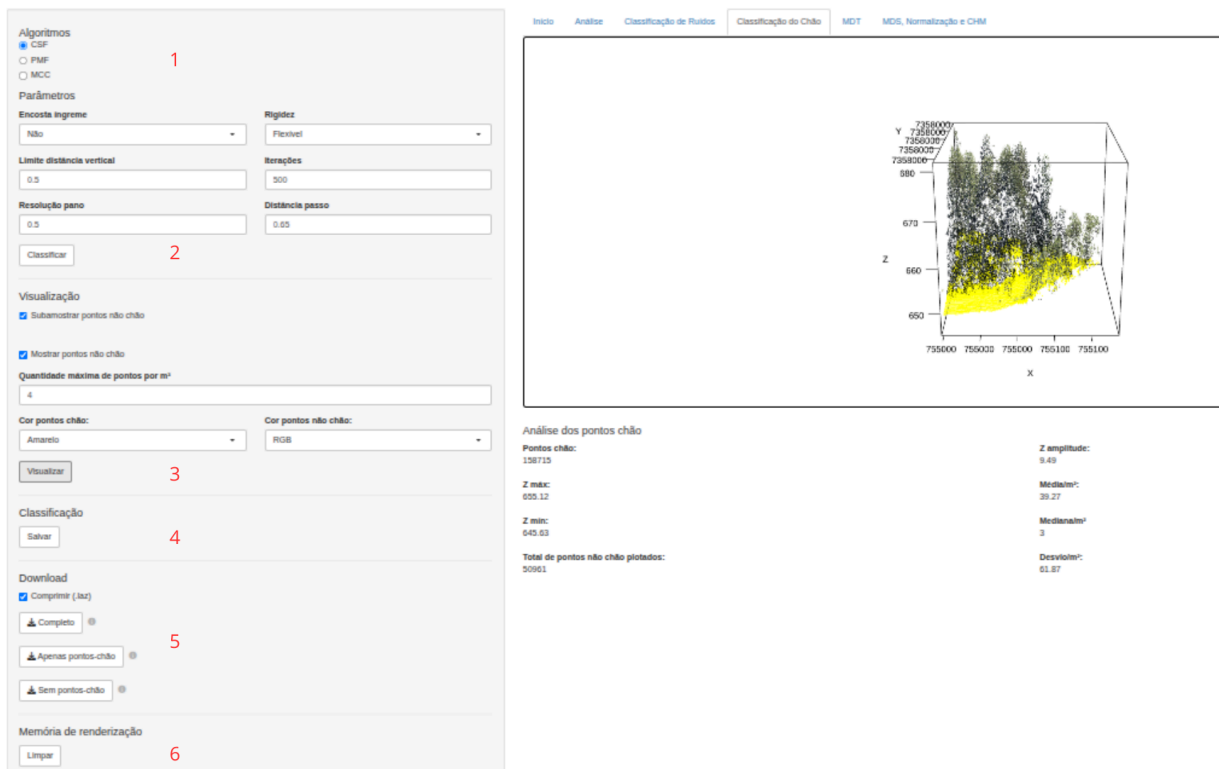 Algoritmos
CSF
PMF
MCC
1
Parâmetros
Encosta íngreme
Rigidez
Não
Flexível
Limite distância vertical
Iterações
0.5
500
Resolução pano
Distância passo
0.5
0.65
Classificar
2
Visualização
Subamostrar pontos não chão
Mostrar pontos não chão
Quantidade máxima de pontos por m²
4
Cor pontos chão:
Cor pontos não chão:
Amarelo
RGB
Visualizar
3
Classificação
Salvar
4
Download
Comprimir (.laz)
Completo
Apenas pontos-chão
5
Sem pontos-chão
Memória de renderização
Limpar
6
Início Análise Classificação de Ruídos Classificação do Chão MDT MDS, Normalização e CHM
7358000
Y 7358000
7358000
7358000
680
670
Z
660
650
755000 755000 755000 755100 755100
X
Análise dos pontos chão
Pontos chão:
158715
Z amplitude:
9.49
Z máx:
655.12
Média/m²:
39.27
Z mín:
645.63
Mediana/m²
3
Total de pontos não chão plotados:
50961
Desvio/m²:
61.87